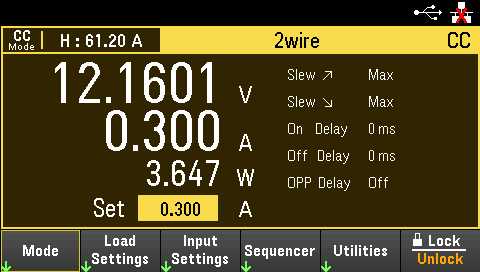 CC Mode H : 61.20 A 2wire CC
12.1601 V
0.300 A
3.647 W
Set 0.300 A
Slew ↗ Max
Slew ↘ Max
On Delay 0 ms
Off Delay 0 ms
OPP Delay Off
Mode
Load
Settings
Input
Settings
Sequencer
Utilities
Lock
Unlock